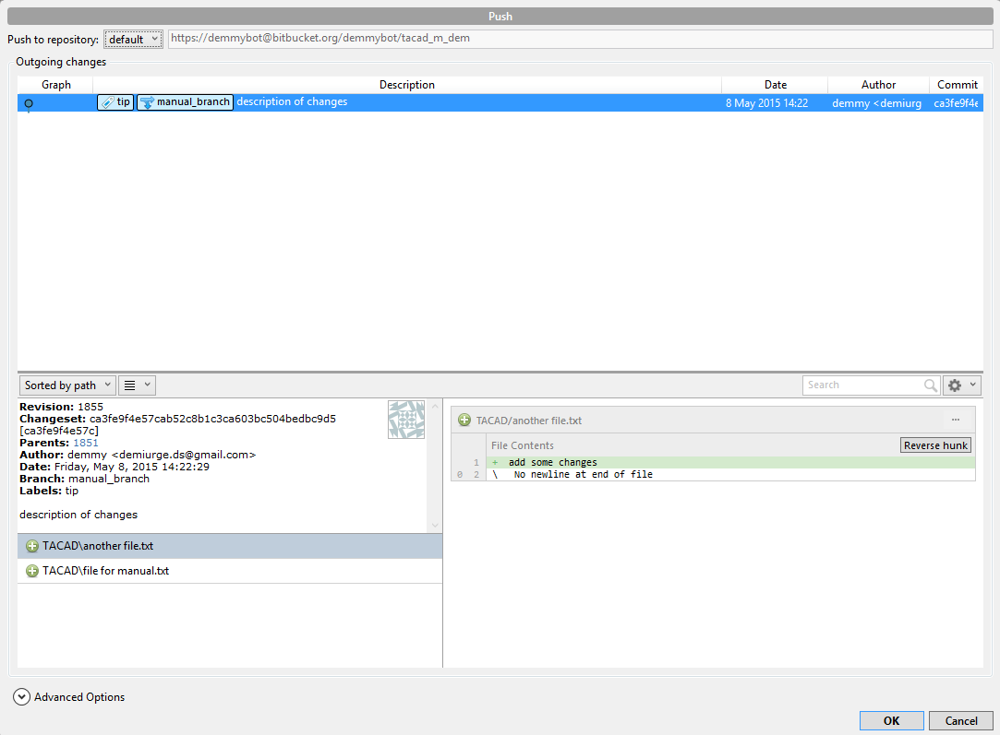 Push
Push to repository: default https://demmybot@bitbucket.org/demmybot/tacad_m_dem
Outgoing changes
Graph Description Date Author Commit
tip manual_branch description of changes 8 May 2015 14:22 demmy <demiurg ca3fe9f4e
Sorted by path Search
Revision: 1855
Changeset: ca3fe9f4e57cab52c8b1c3ca603bc504bedbc9d5
[ca3fe9f4e57c]
Parents: 1851
Author: demmy <demiurge.ds@gmail.com>
Date: Friday, May 8, 2015 14:22:29
Branch: manual_branch
Labels: tip
description of changes
TACAD\another file.txt
TACAD\file for manual.txt
TACAD/another file.txt ...
File Contents Reverse hunk
1 + add some changes
0 2 \ No newline at end of file
Advanced Options
OK Cancel